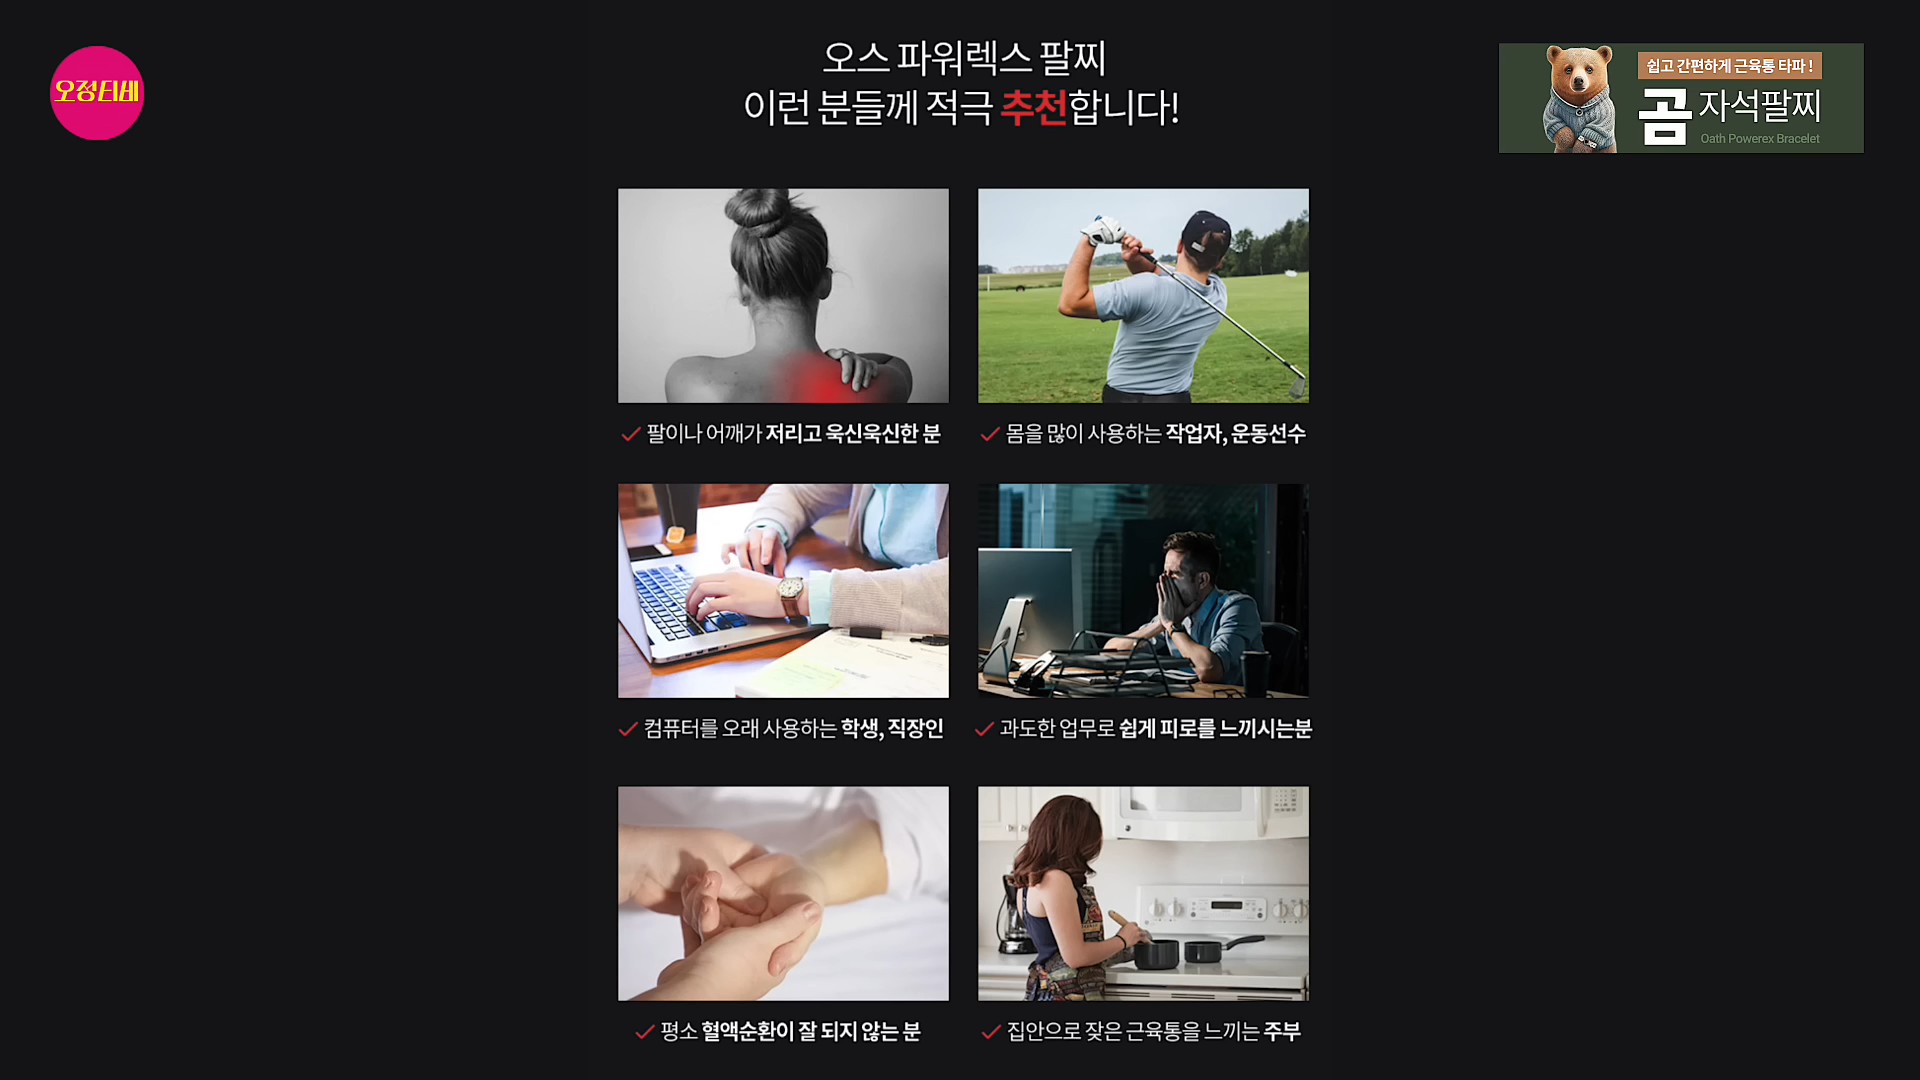 오정티비
오스 파워렉스 팔찌
이런 분들께 적극 추천합니다!
쉽고 간편하게 근육통 타파 !
곰 자석팔찌
Oath Powerex Bracelet
팔이나 어깨가 저리고 욱신욱신한 분
몸을 많이 사용하는 작업자, 운동선수
컴퓨터를 오래 사용하는 학생, 직장인
과도한 업무로 쉽게 피로를 느끼시는분
평소 혈액순환이 잘 되지 않는 분
집안으로 잦은 근육통을 느끼는 주부